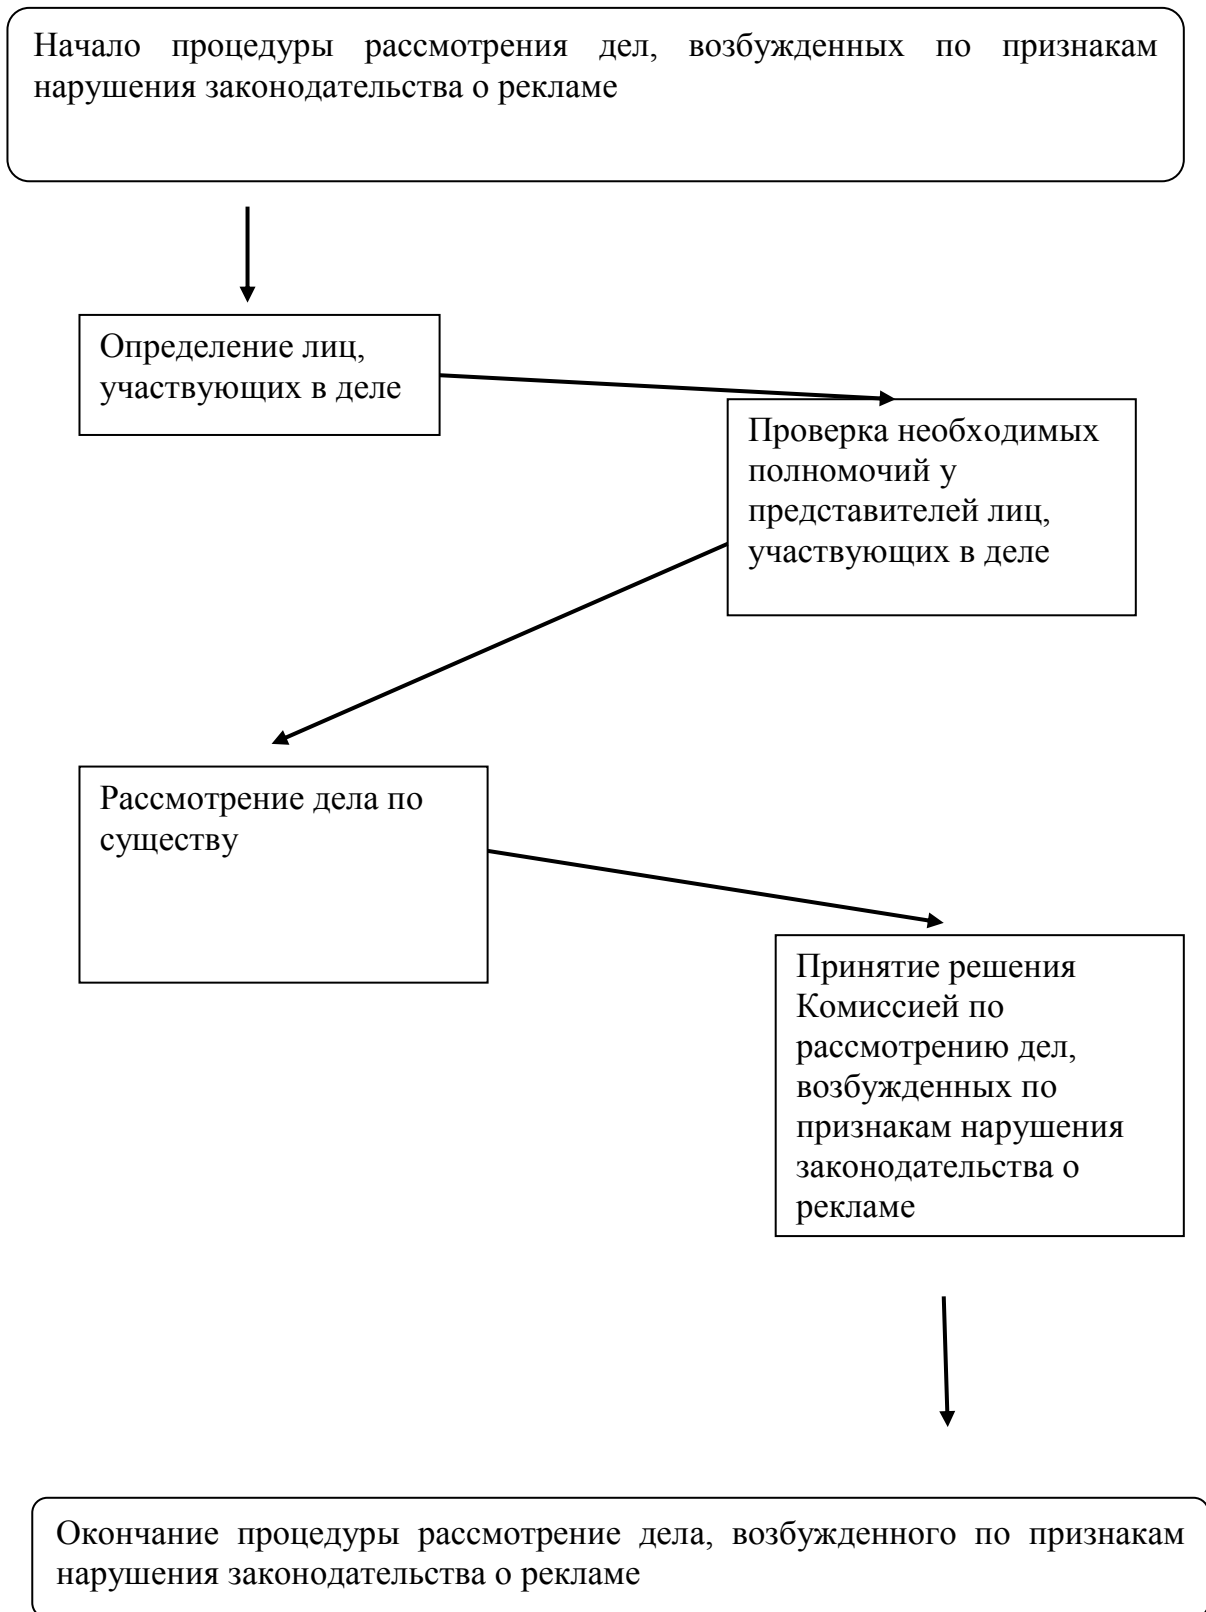 Начало процедуры рассмотрения дел, возбужденных по признакам
нарушения законодательства о рекламе
Определение лиц,
участвующих в деле
Проверка необходимых
полномочий у
представителей лиц,
участвующих в деле
Рассмотрение дела по
существу
Принятие решения
Комиссией по
рассмотрению дел,
возбужденных по
признакам нарушения
законодательства о
рекламе
Окончание процедуры рассмотрение дела, возбужденного по признакам
нарушения законодательства о рекламе